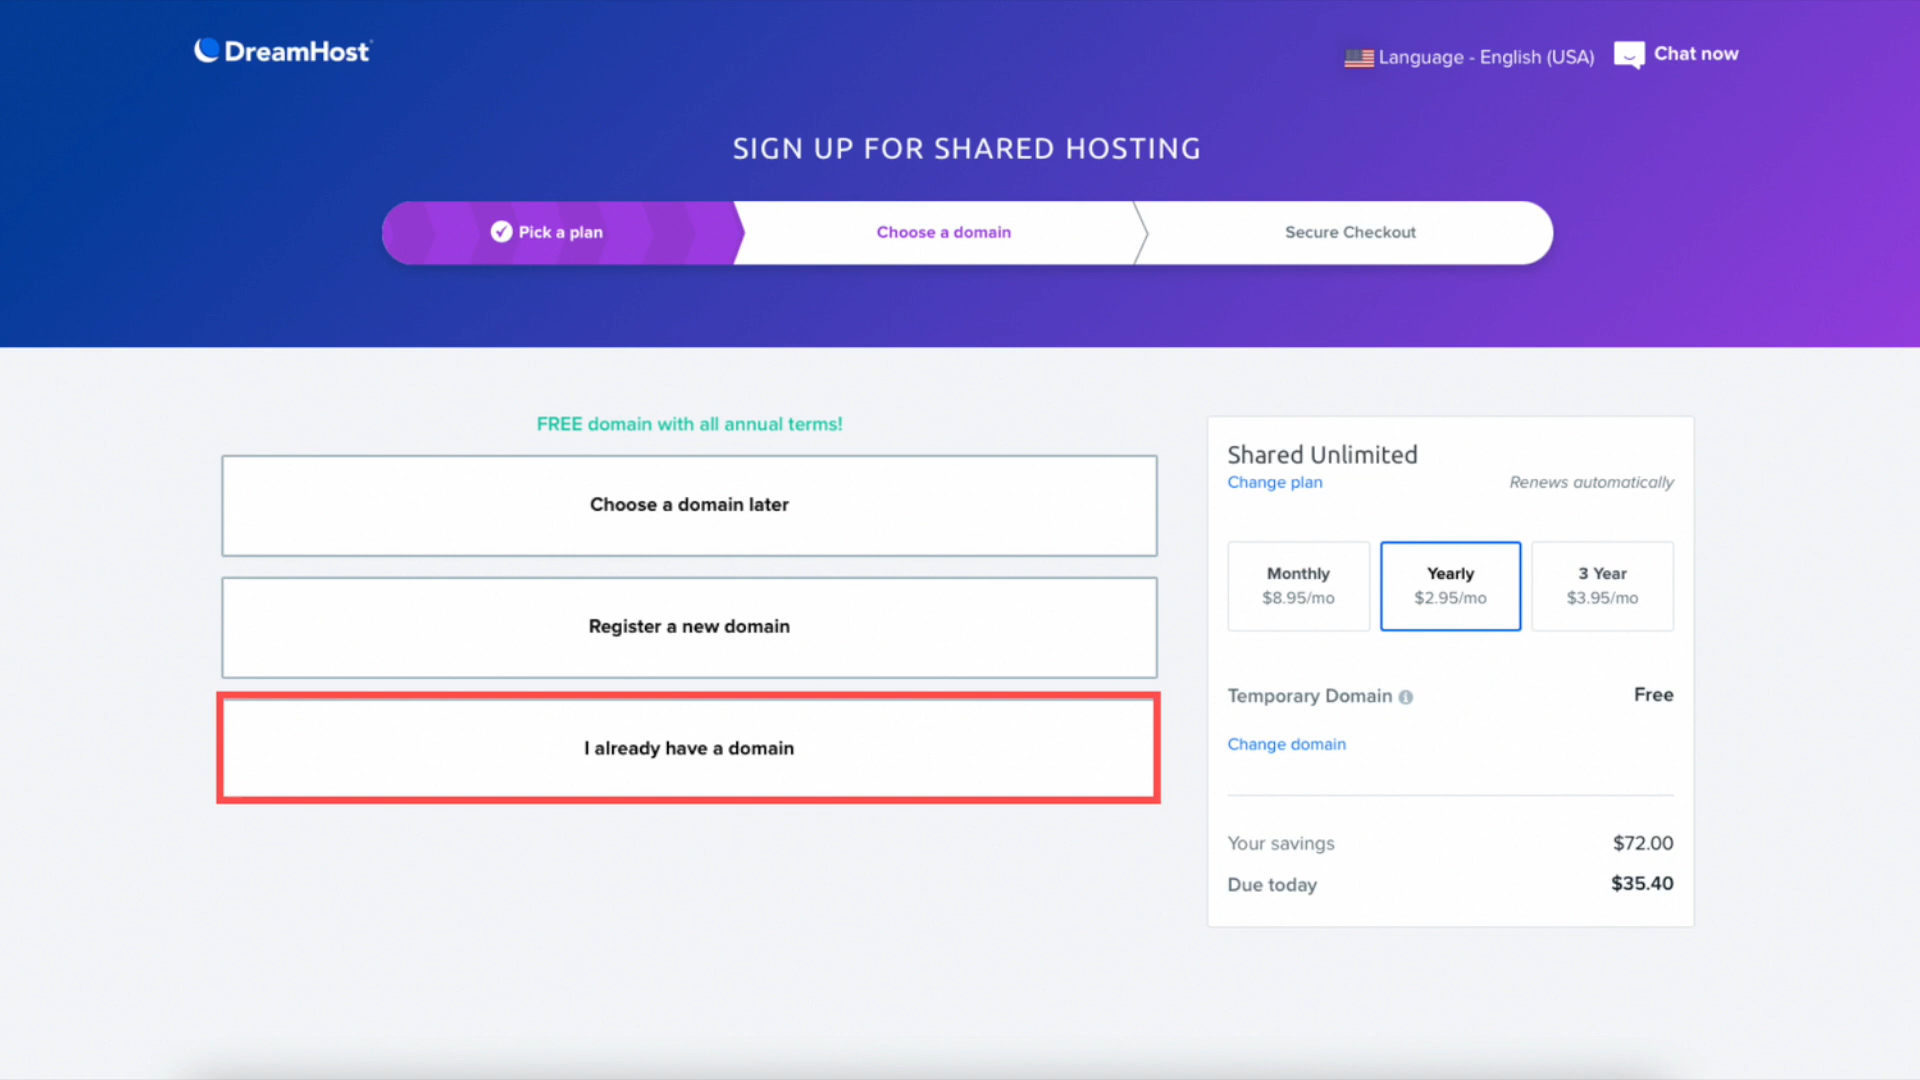 DreamHost
Language - English (USA)
Chat now
SIGN UP FOR SHARED HOSTING
Pick a plan
Choose a domain
Secure Checkout
FREE domain with all annual terms!
Choose a domain later
Register a new domain
I already have a domain
Shared Unlimited
Change plan
Renews automatically
Monthly
$8.95/mo
Yearly
$2.95/mo
3 Year
$3.95/mo
Temporary Domain
Free
Change domain
Your savings
$72.00
Due today
$35.40